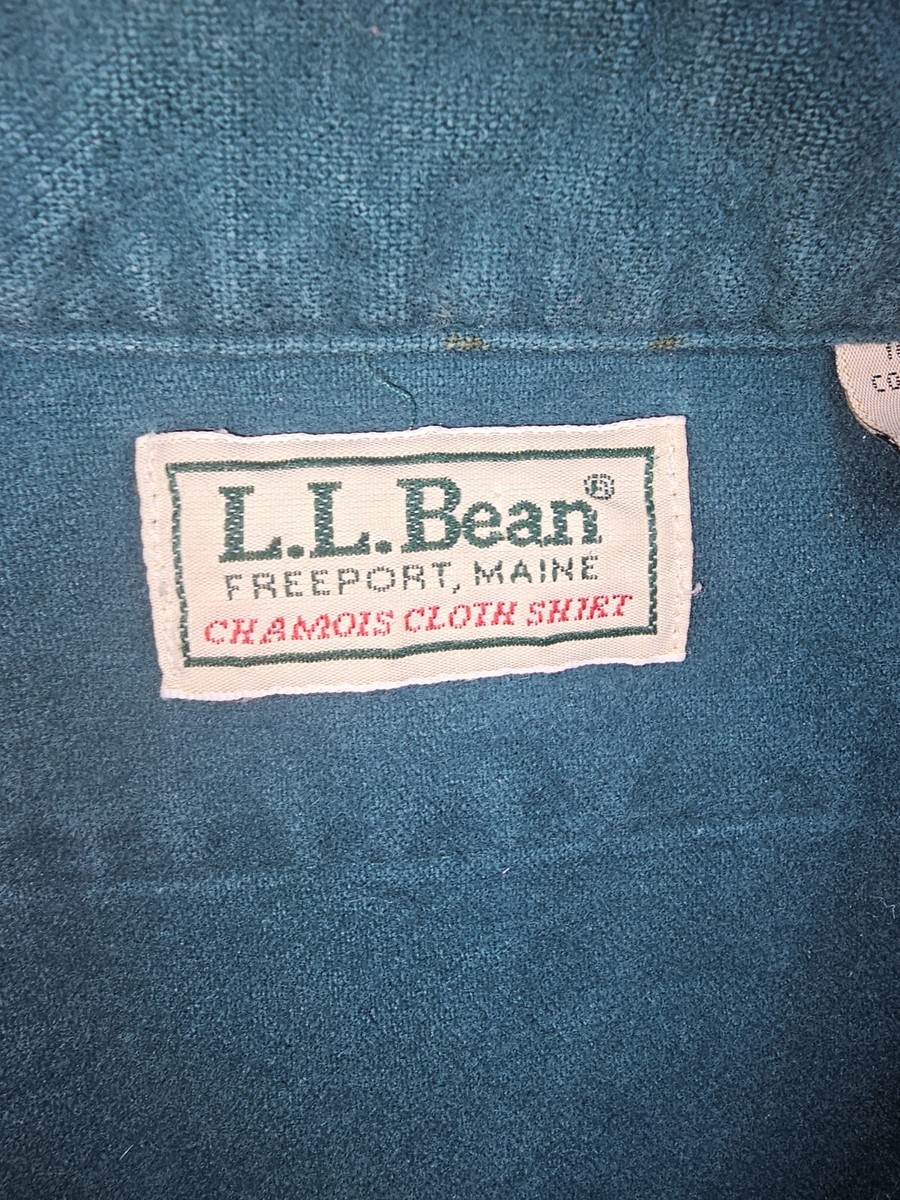 L.L.Bean®
FREEPORT, MAINE
CHAMOIS CLOTH SHIRT